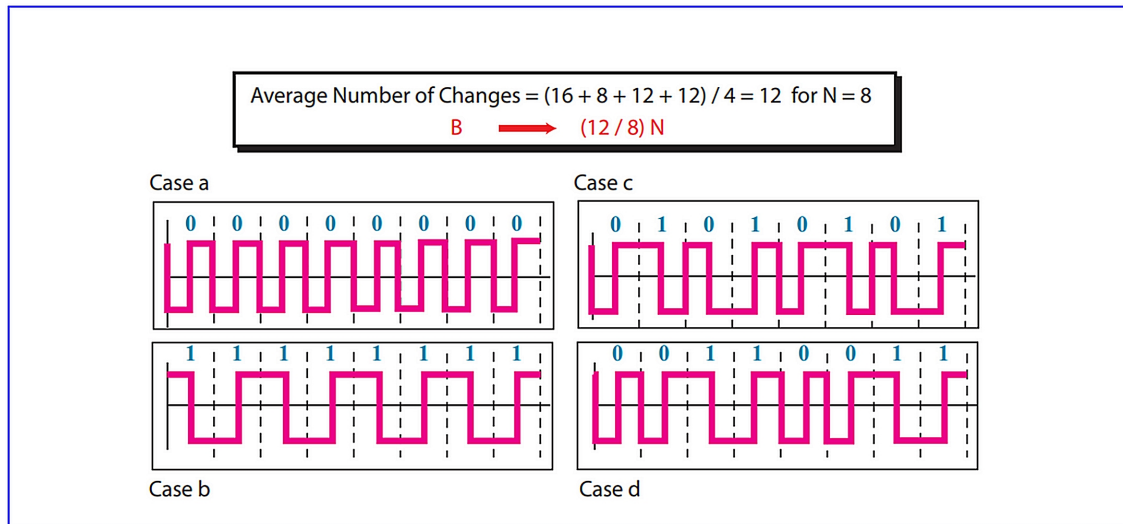 Average Number of Changes = (16 + 8 + 12 + 12) / 4 = 12 for N = 8
B (12 / 8) N
Case a
0 0 0 0 0 0 0 0
Case c
0 1 0 1 0 1 0 1
1 1 1 1 1 1 1 1
Case b
0 0 1 1 0 0 1 1
Case d